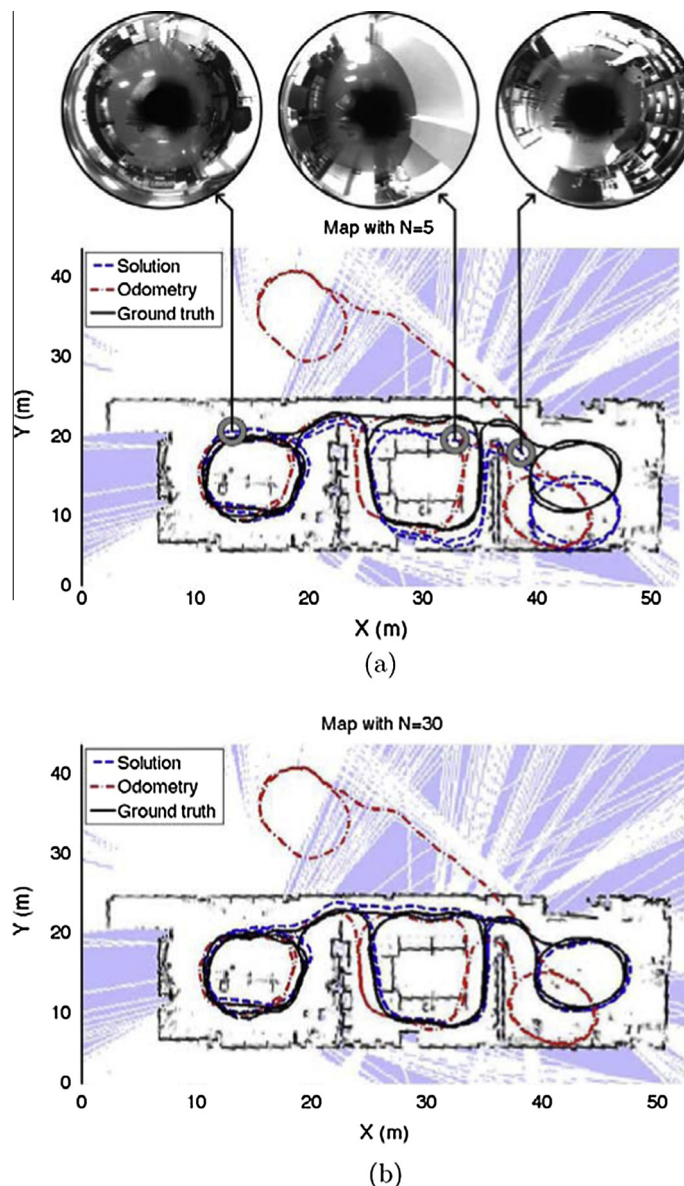 Map with N=5
Solution
Odometry
Ground truth
Y (m)
40
30
20
10
0
0 10 20 30 40 50
X (m)
(a)
Map with N=30
Solution
Odometry
Ground truth
Y (m)
40
30
20
10
0
0 10 20 30 40 50
X (m)
(b)